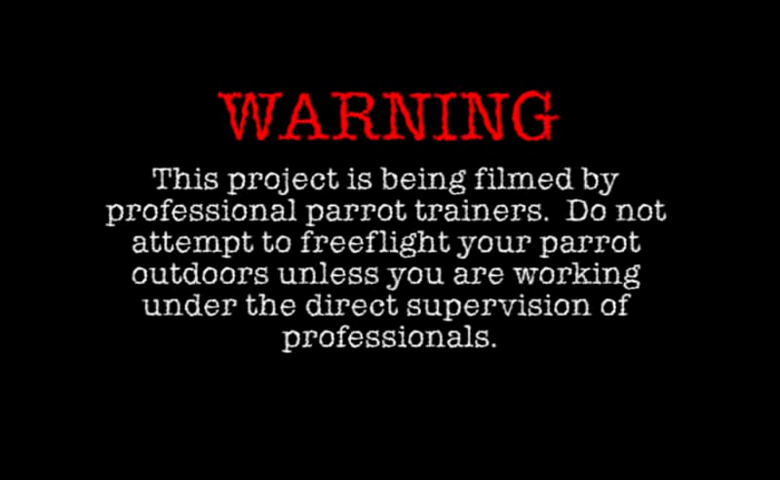 WARNING
This project is being filmed by
professional parrot trainers.  Do not
attempt to freeflight your parrot
outdoors unless you are working
under the direct supervision of
professionals.